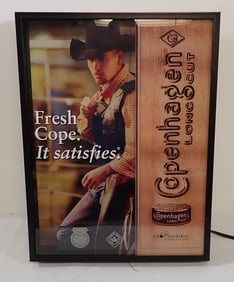 Fresh
Cope.
It satisfies.®
Copenhagen
LONG CUT
Copenhagen